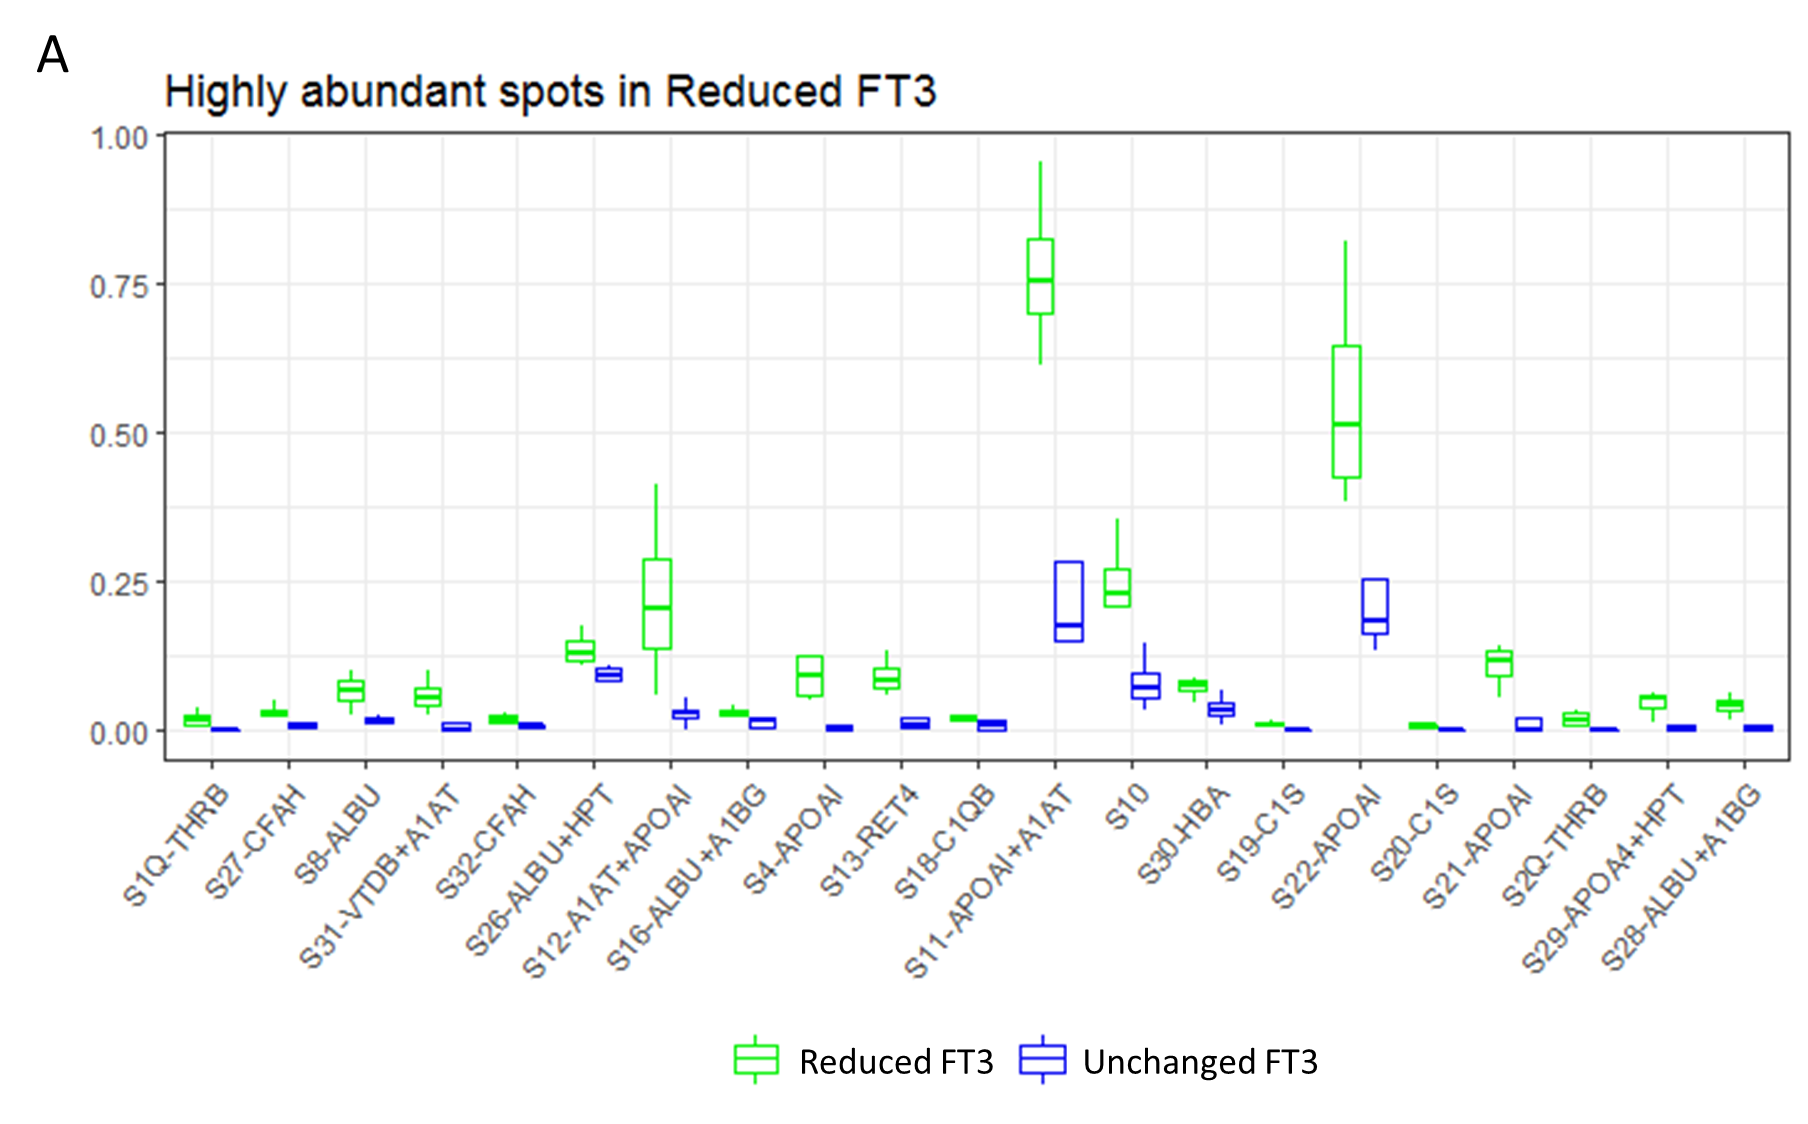 A
Highly abundant spots in Reduced FT3
1.00
0.75
0.50
0.25
0.00
S1Q-THRB
S27-CFAH
S8-ALBU
S31-VTDB+A1AT
S32-CFAH
S26-ALBU+HPT
S12-A1AT+APOAI
S16-ALBU+A1BG
S4-APOAI
S13-RET4
S18-C1QB
S11-APOAI+A1AT
S10
S30-HBA
S19-C1S
S22-APOAI
S20-C1S
S21-APOAI
S2Q-THRB
S29-APOA4+HPT
S28-ALBU+A1BG
Reduced FT3 Unchanged FT3